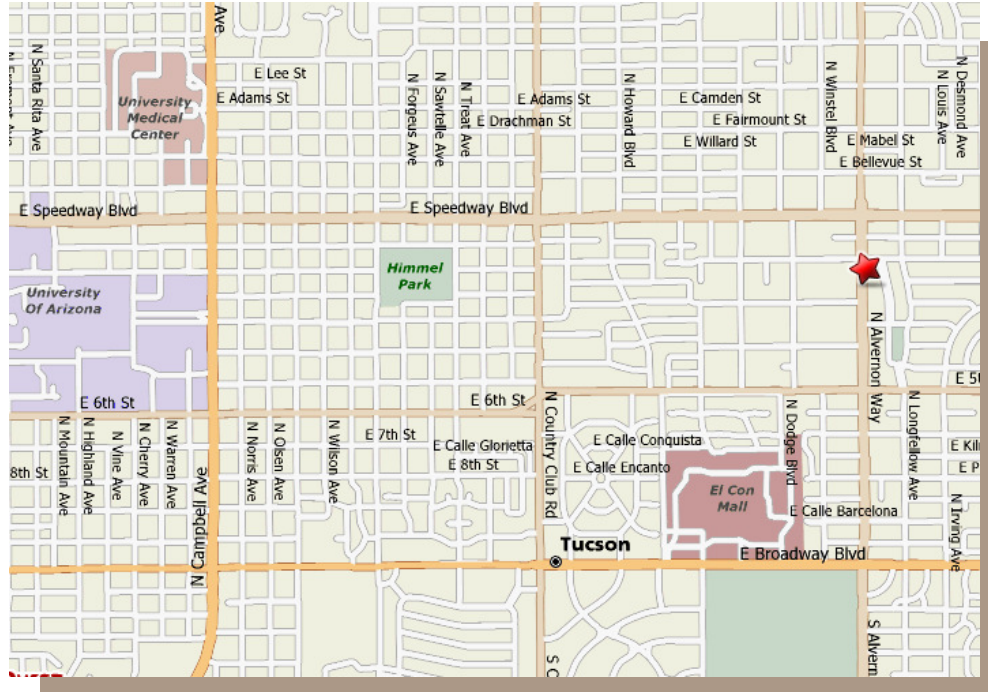 Ave
N Santa Rita Ave
University
Medical
Center
E Lee St
E Adams St
N Forgeus Ave
N Sawtelle Ave
N Treat Ave
E Adams St
E Drachman St
N Howard Blvd
E Camden St
E Fairmount St
E Willard St
N Winstel Blvd
E Mabel St
E Bellevue St
N Louis Ave
N Desmond Ave
E Speedway Blvd
E Speedway Blvd
Himmel
Park
University
Of Arizona
N Alvernon Way
E 6th St
E 6th St
E 5t
N Mountain Ave
N Highland Ave
N Vine Ave
N Cherry Ave
N Warren Ave
N Campbell Ave
N Norris Ave
N Olsen Ave
N Wilson Ave
E 7th St
E Calle Glorietta
E 8th St
8th St
N Country Club Rd
E Calle Conquista
E Calle Encanto
N Dodge Blvd
El Con
Mall
E Calle Barcelona
N Longfellow Ave
E Kil
E P
N Irving Ave
Tucson
E Broadway Blvd
S C
S Alvern